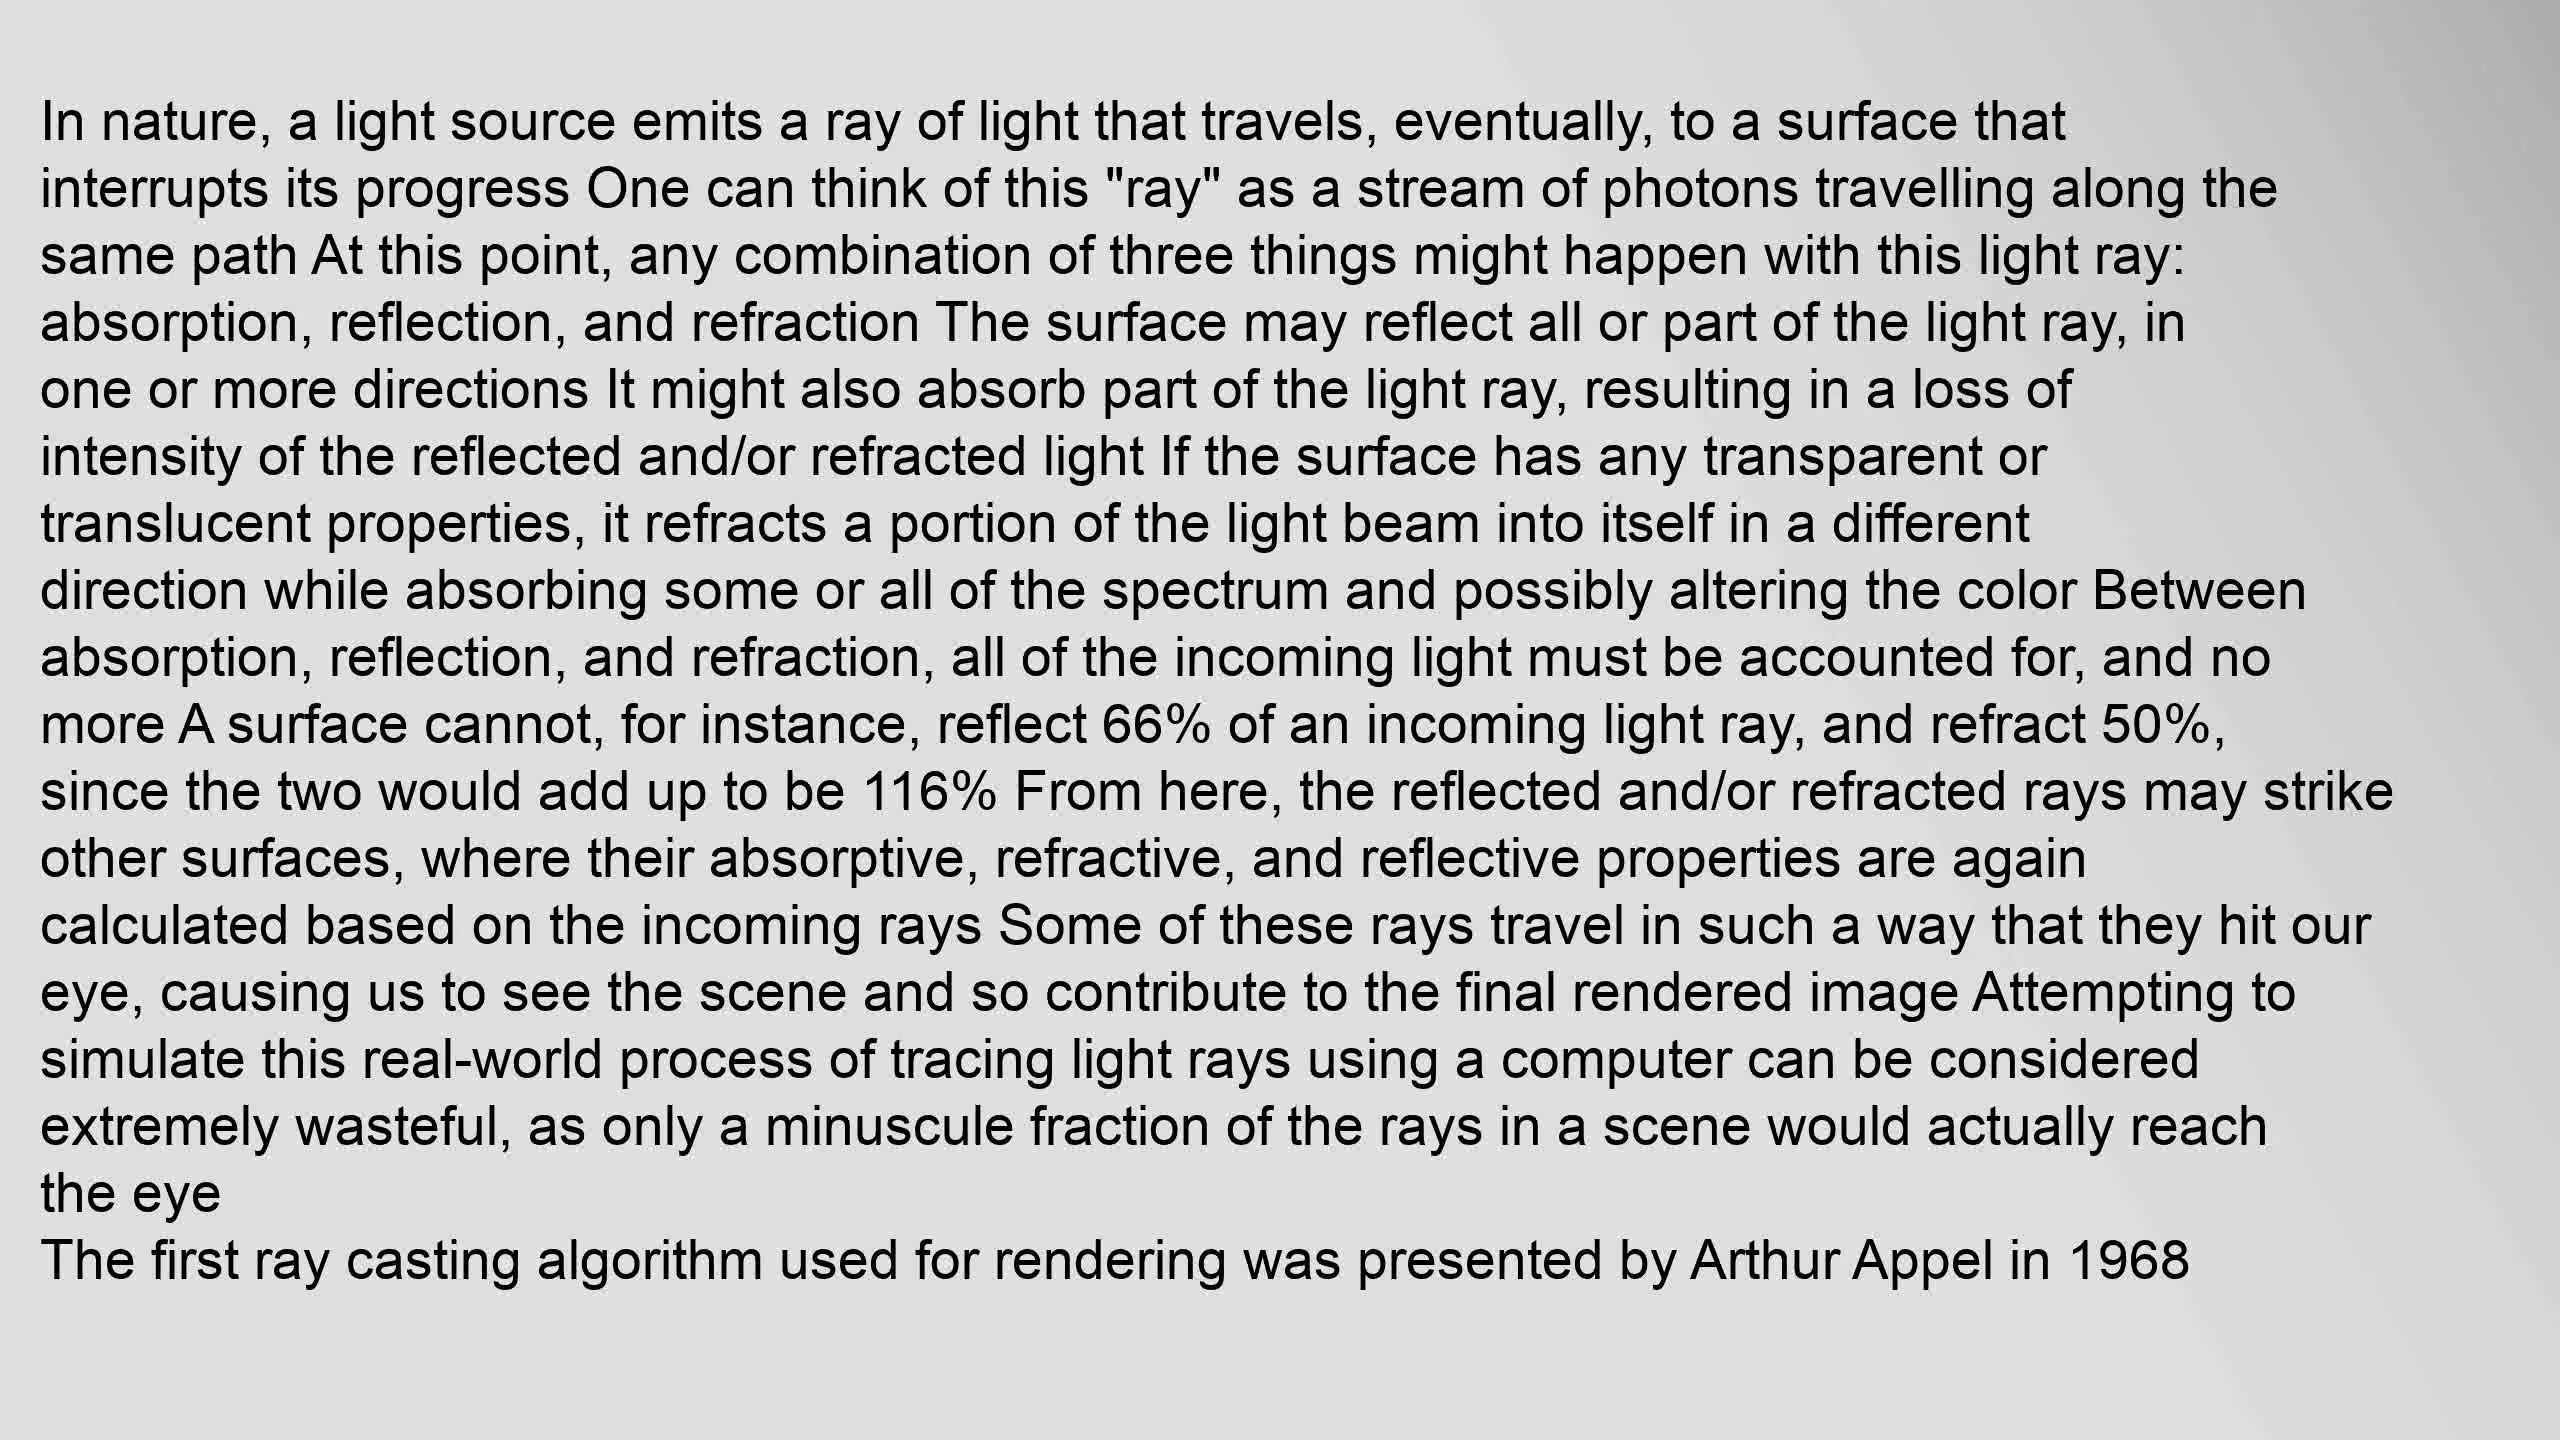 In nature, a light source emits a ray of light that travels, eventually, to a surface that
interrupts its progress One can think of this "ray" as a stream of photons travelling along the
same path At this point, any combination of three things might happen with this light ray:
absorption, reflection, and refraction The surface may reflect all or part of the light ray, in
one or more directions It might also absorb part of the light ray, resulting in a loss of
intensity of the reflected and/or refracted light If the surface has any transparent or
translucent properties, it refracts a portion of the light beam into itself in a different
direction while absorbing some or all of the spectrum and possibly altering the color Between
absorption, reflection, and refraction, all of the incoming light must be accounted for, and no
more A surface cannot, for instance, reflect 66% of an incoming light ray, and refract 50%,
since the two would add up to be 116% From here, the reflected and/or refracted rays may strike
other surfaces, where their absorptive, refractive, and reflective properties are again
calculated based on the incoming rays Some of these rays travel in such a way that they hit our
eye, causing us to see the scene and so contribute to the final rendered image Attempting to
simulate this real-world process of tracing light rays using a computer can be considered
extremely wasteful, as only a minuscule fraction of the rays in a scene would actually reach
the eye
The first ray casting algorithm used for rendering was presented by Arthur Appel in 1968